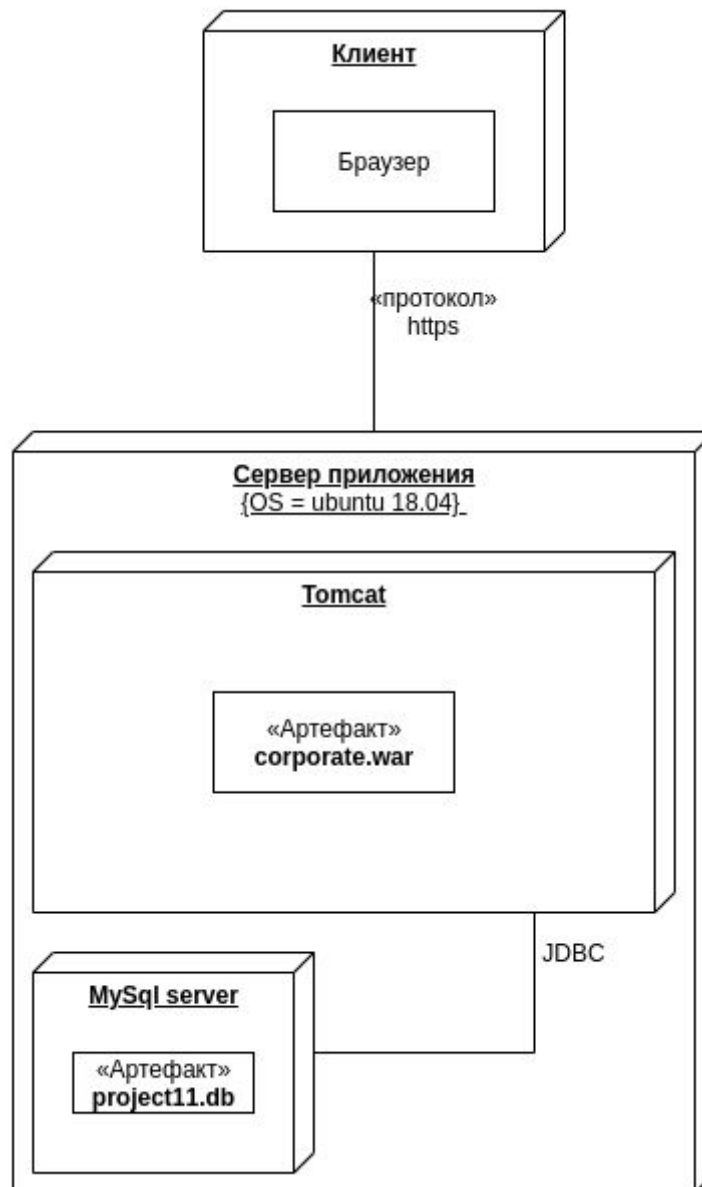 Клиент
Браузер
«протокол»
https
Сервер приложения
{OS = ubuntu 18.04}
Tomcat
«Артефакт»
corporate.war
JDBC
MySql server
«Артефакт»
project11.db